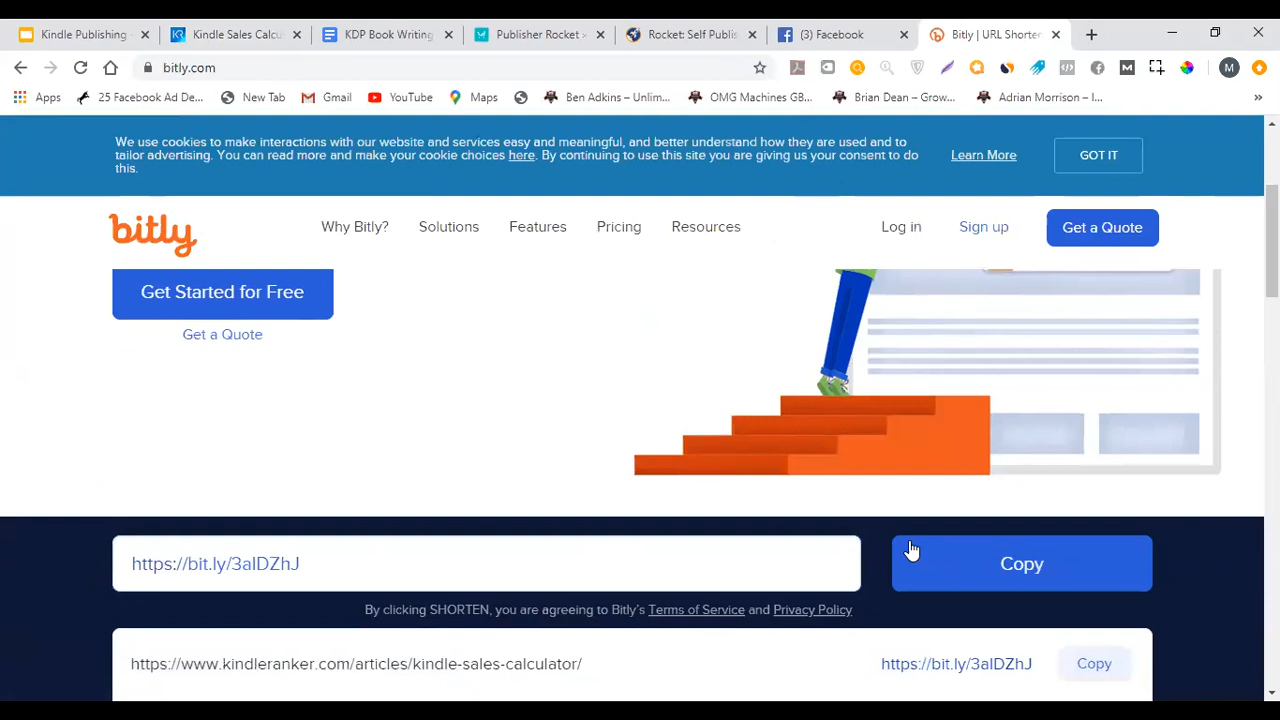 Kindle Publishing - 
Kindle Sales Calcu
KDP Book Writing
Publisher Rocket »
Rocket: Self Publis
(3) Facebook
Bitly | URL Shorten
bitly.com
M
M
Apps
25 Facebook Ad De...
New Tab
Gmail
YouTube
Maps
Ben Adkins – Unlim...
OMG Machines GB...
Brian Dean – Grow...
Adrian Morrison – I...
»
We use cookies to make interactions with our website and services easy and meaningful, and better understand how they are used and to
tailor advertising. You can read more and make your cookie choices here. By continuing to use this site you are giving us your consent to do
this.
Learn More
GOT IT
bitly
Why Bitly?
Solutions
Features
Pricing
Resources
Log in
Sign up
Get a Quote
Get Started for Free
Get a Quote
https://bit.ly/3aIDZhJ
Copy
By clicking SHORTEN, you are agreeing to Bitly's Terms of Service and Privacy Policy
https://www.kindleranker.com/articles/kindle-sales-calculator/
https://bit.ly/3aIDZhJ
Copy